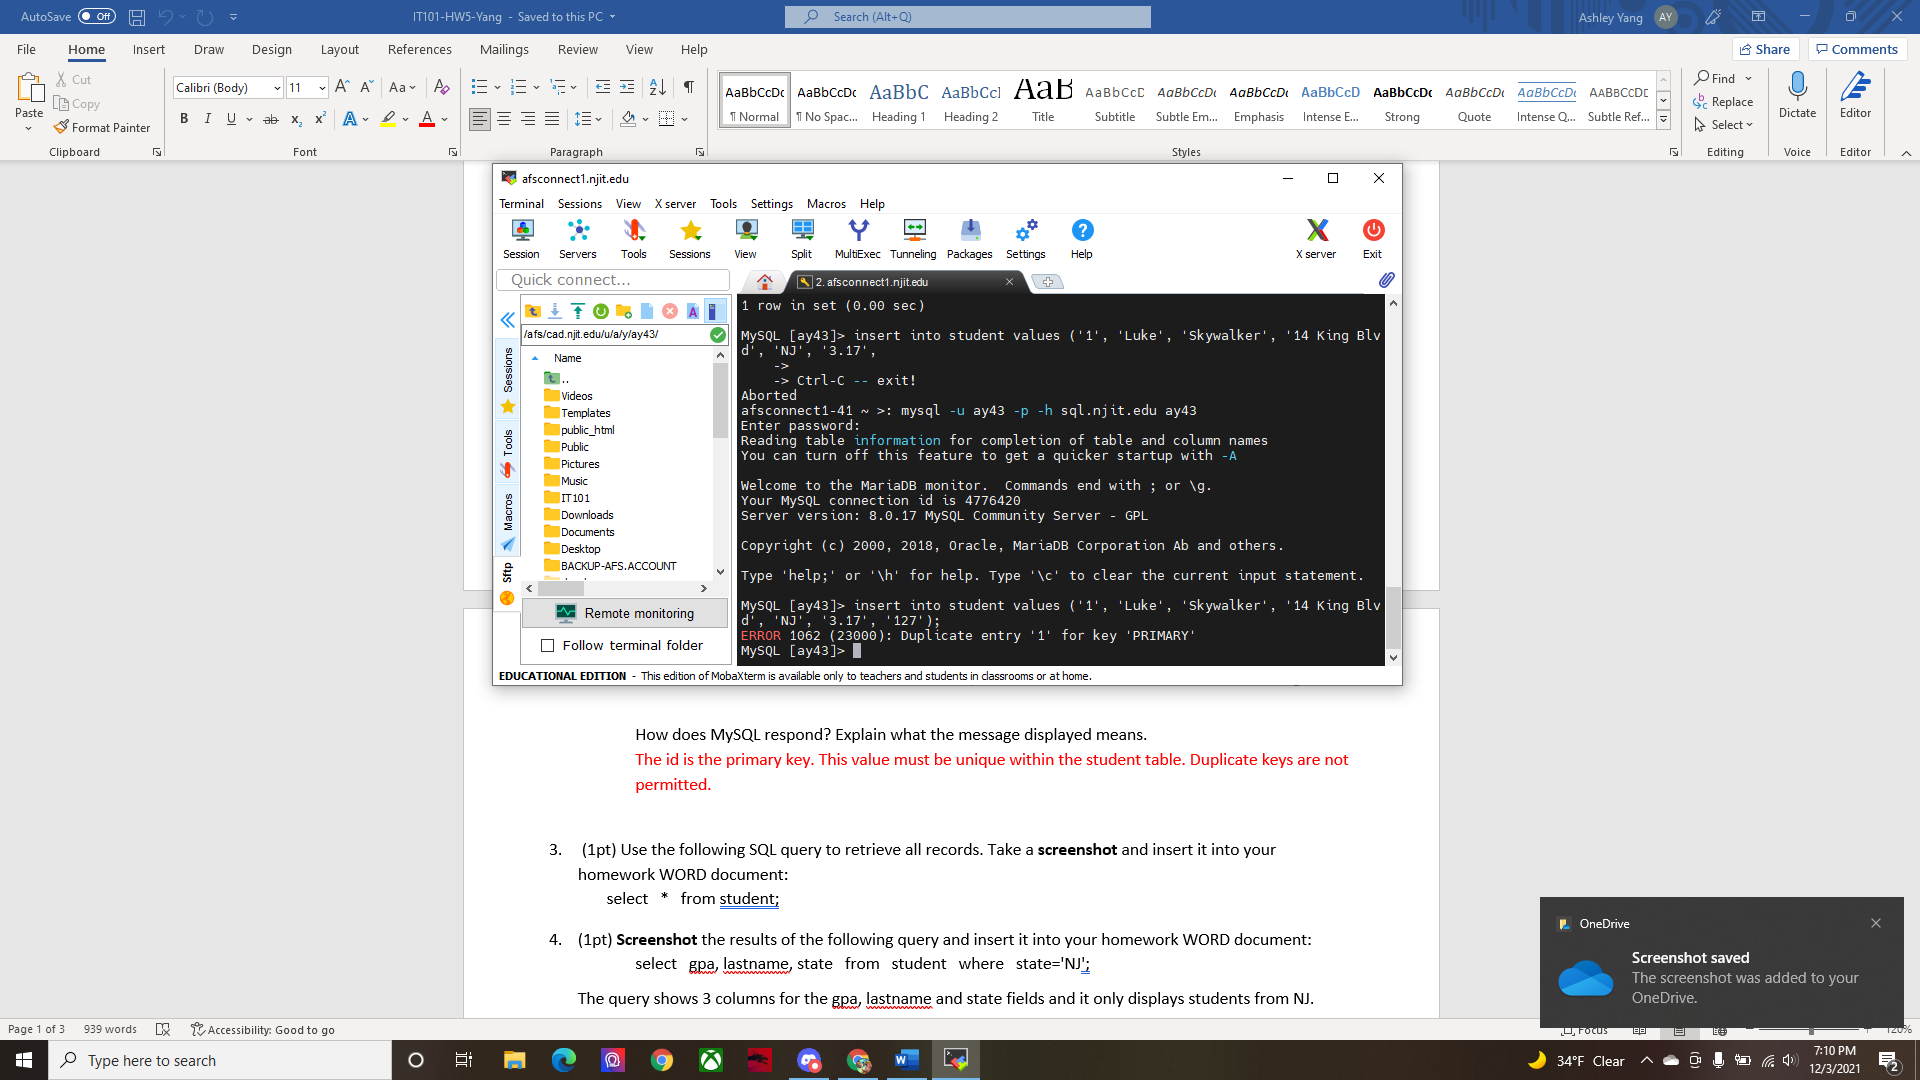 AutoSave Off IT101-HW5-Yang - Saved to this PC Search (Alt+Q) Ashley Yang AY
File Home Insert Draw Design Layout References Mailings Review View Help Share Comments
Paste Cut Copy Format Painter
Calibri (Body) 11
AaBbCcDc AaBbCcDc AaBbC AaBbCcI AaB AaBbCcD AaBbCcDc AaBbCcDc AaBbCcD AaBbCcDc AaBbCcDc AaBbCcDc AABBCCDE
¶ Normal ¶ No Spac... Heading 1 Heading 2 Title Subtitle Subtle Em... Emphasis Intense E... Strong Quote Intense Q... Subtle Ref...
Find Replace Select Dictate Editor
Clipboard Font Paragraph Styles Editing Voice Editor
afsconnect1.njit.edu
Terminal Sessions View X server Tools Settings Macros Help
Session Servers Tools Sessions View Split MultiExec Tunneling Packages Settings Help X server Exit
Quick connect...
2. afsconnect1.njit.edu
/afs/cad.njit.edu/u/a/y/ay43/
Name
..
Videos
Templates
public_html
Public
Pictures
Music
IT101
Downloads
Documents
Desktop
BACKUP-AFS.ACCOUNT
Sessions
Tools
Macros
Sftp
Remote monitoring
Follow terminal folder
1 row in set (0.00 sec)
MySQL [ay43]> insert into student values ('1', 'Luke', 'Skywalker', '14 King Blv
d', 'NJ', '3.17',
->
-> Ctrl-C -- exit!
Aborted
afsconnect1-41 ~ >: mysql -u ay43 -p -h sql.njit.edu ay43
Enter password:
Reading table information for completion of table and column names
You can turn off this feature to get a quicker startup with -A
Welcome to the MariaDB monitor. Commands end with ; or \g.
Your MySQL connection id is 4776420
Server version: 8.0.17 MySQL Community Server - GPL
Copyright (c) 2000, 2018, Oracle, MariaDB Corporation Ab and others.
Type 'help;' or '\h' for help. Type '\c' to clear the current input statement.
MySQL [ay43]> insert into student values ('1', 'Luke', 'Skywalker', '14 King Blv
d', 'NJ', '3.17', '127');
ERROR 1062 (23000): Duplicate entry '1' for key 'PRIMARY'
MySQL [ay43]>
EDUCATIONAL EDITION - This edition of MobaXterm is available only to teachers and students in classrooms or at home.
How does MySQL respond? Explain what the message displayed means.
The id is the primary key. This value must be unique within the student table. Duplicate keys are not
permitted.
3. (1pt) Use the following SQL query to retrieve all records. Take a screenshot and insert it into your
homework WORD document:
select * from student;
4. (1pt) Screenshot the results of the following query and insert it into your homework WORD document:
select gpa, lastname, state from student where state='NJ';
The query shows 3 columns for the gpa, lastname and state fields and it only displays students from NJ.
OneDrive
Screenshot saved
The screenshot was added to your
OneDrive.
Page 1 of 3 939 words Accessibility: Good to go Focus 120%
Type here to search 34°F Clear 7:10 PM
12/3/2021 2